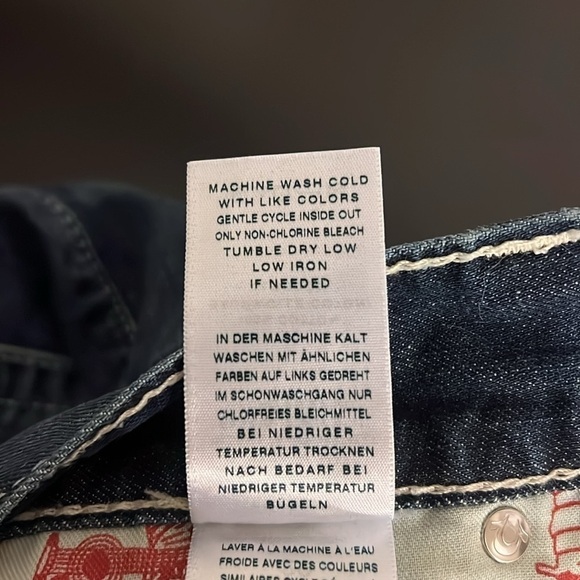 MACHINE WASH COLD
WITH LIKE COLORS
GENTLE CYCLE INSIDE OUT
ONLY NON-CHLORINE BLEACH
TUMBLE DRY LOW
LOW IRON
IF NEEDED
IN DER MASCHINE KALT
WASCHEN MIT ÄHNLICHEN
FARBEN AUF LINKS GEDREHT
IM SCHONWASCHGANG NUR
CHLORFREIES BLEICHMITTEL
BEI NIEDRIGER
TEMPERATUR TROCKNEN
NACH BEDARF BEI
NIEDRIGER TEMPERATUR
BÜGELN
LAVER À LA MACHINE À L'EAU
FROIDE AVEC DES COULEURS
SIMILAIRES